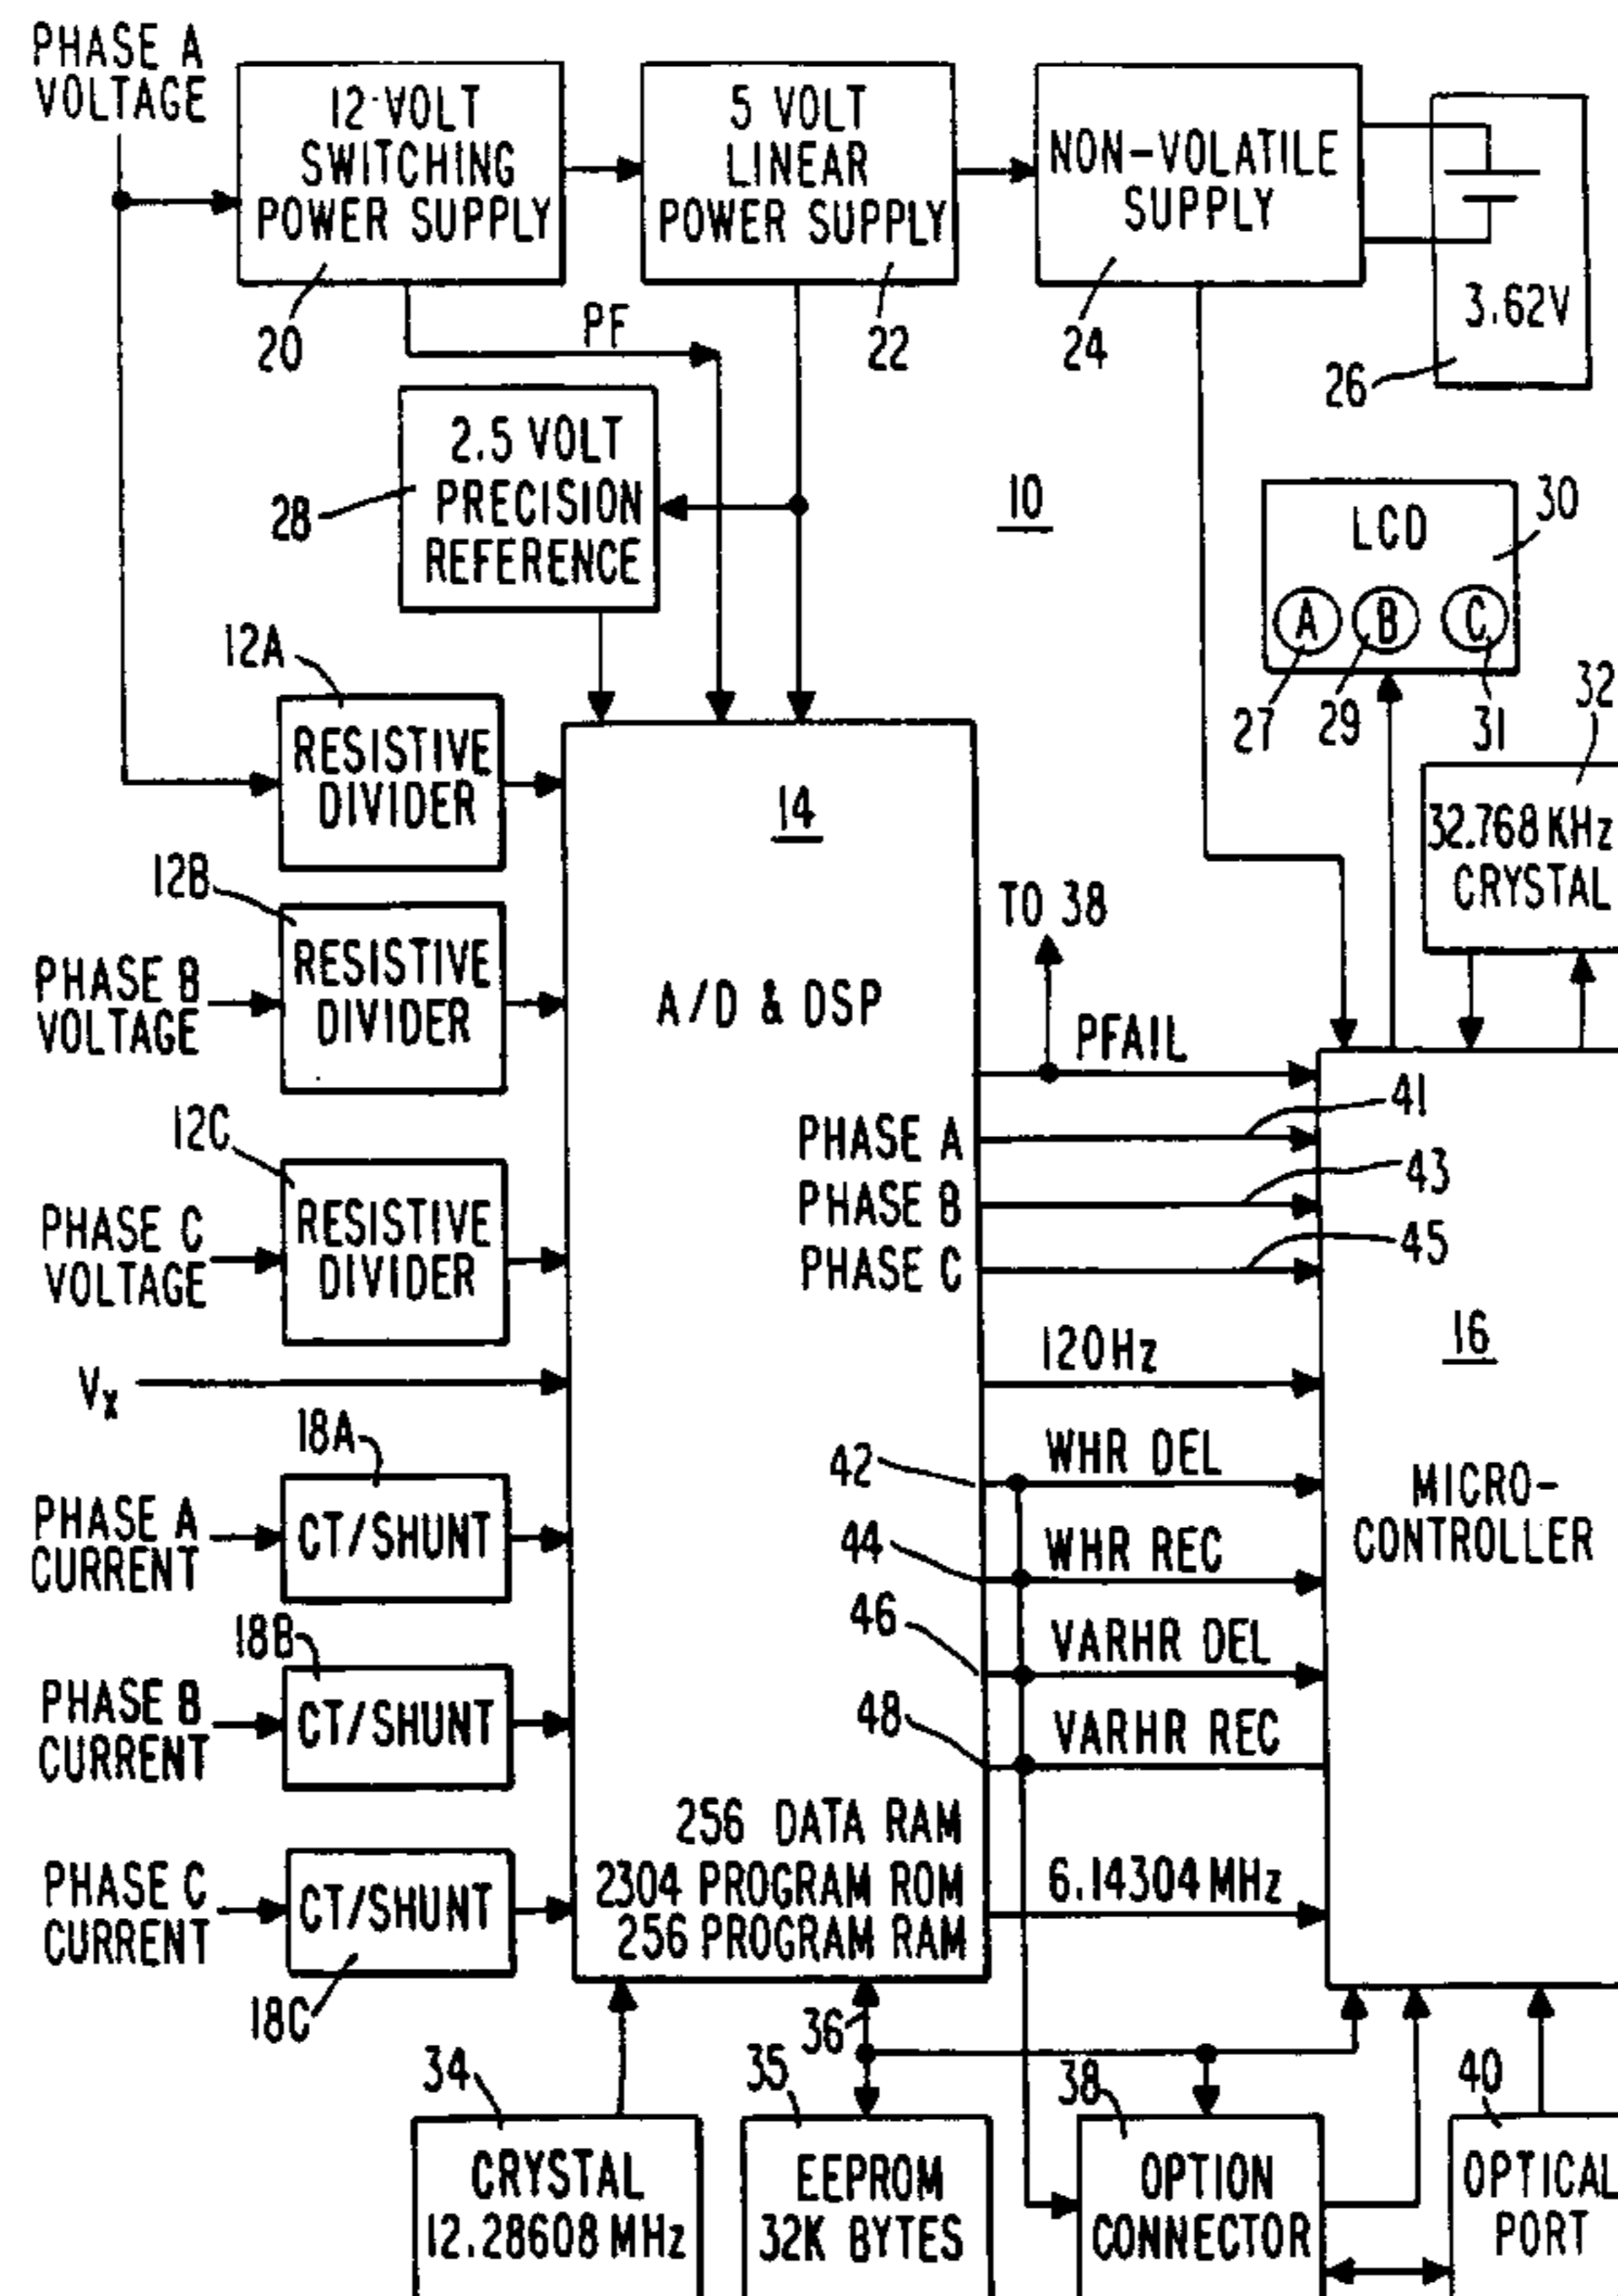 PHASE A
VOLTAGE
12 VOLT
SWITCHING
POWER SUPPLY
20
5 VOLT
LINEAR
POWER SUPPLY
22
NON-VOLATILE
SUPPLY
24
3.62V
26
PF
2.5 VOLT
PRECISION
REFERENCE
28
10
LCD
30
A B C
27 29 31
32
32.768 KHz
CRYSTAL
12A
RESISTIVE
DIVIDER
12B
PHASE B
VOLTAGE
RESISTIVE
DIVIDER
12C
PHASE C
VOLTAGE
RESISTIVE
DIVIDER
Vx
18A
PHASE A
CURRENT
CT/SHUNT
18B
PHASE B
CURRENT
CT/SHUNT
PHASE C
CURRENT
CT/SHUNT
18C
14
A/D & DSP
TO 38
PFAIL
PHASE A
41
PHASE B
43
PHASE C
45
120Hz
42
WHR DEL
44
WHR REC
46
VARHR DEL
48
VARHR REC
256 DATA RAM
2304 PROGRAM ROM
256 PROGRAM RAM
6.14304 MHz
16
MICRO-
CONTROLLER
36
34
CRYSTAL
12.28608 MHz
35
EEPROM
32K BYTES
38
OPTION
CONNECTOR
40
OPTICAL
PORT